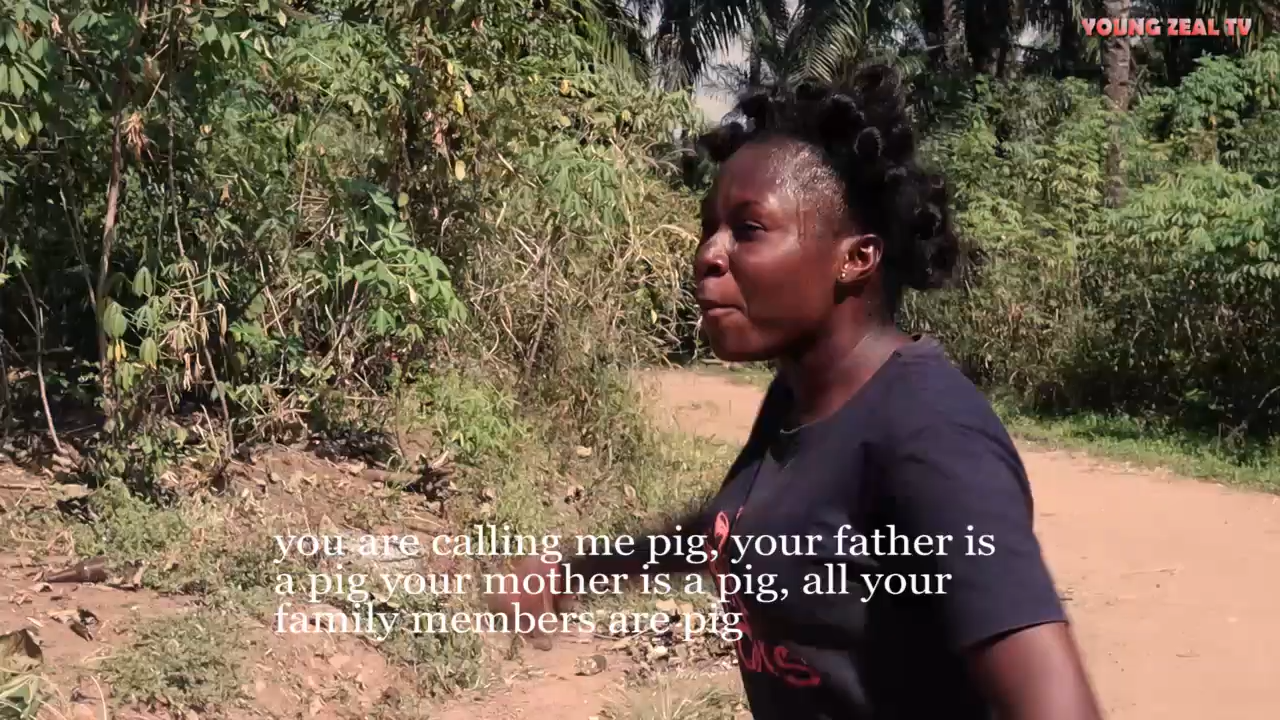 YOUNG ZEAL TV
you are calling me pig, your father is
a pig your mother is a pig, all your
family members are pig